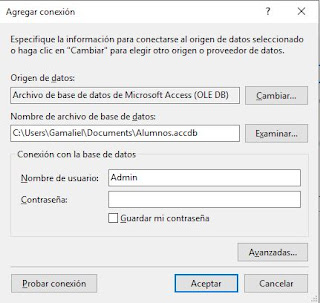 Agregar conexión
Especifique la información para conectarse al origen de datos seleccionado
o haga clic en "Cambiar" para elegir otro origen o proveedor de datos.
Origen de datos:
Archivo de base de datos de Microsoft Access (OLE DB) Cambiar...
Nombre de archivo de base de datos:
C:\Users\Gamaliel\Documents\Alumnos.accdb Examinar...
Conexión con la base de datos
Nombre de usuario: Admin
Contraseña:
Guardar mi contraseña
Avanzadas...
Probar conexión Aceptar Cancelar